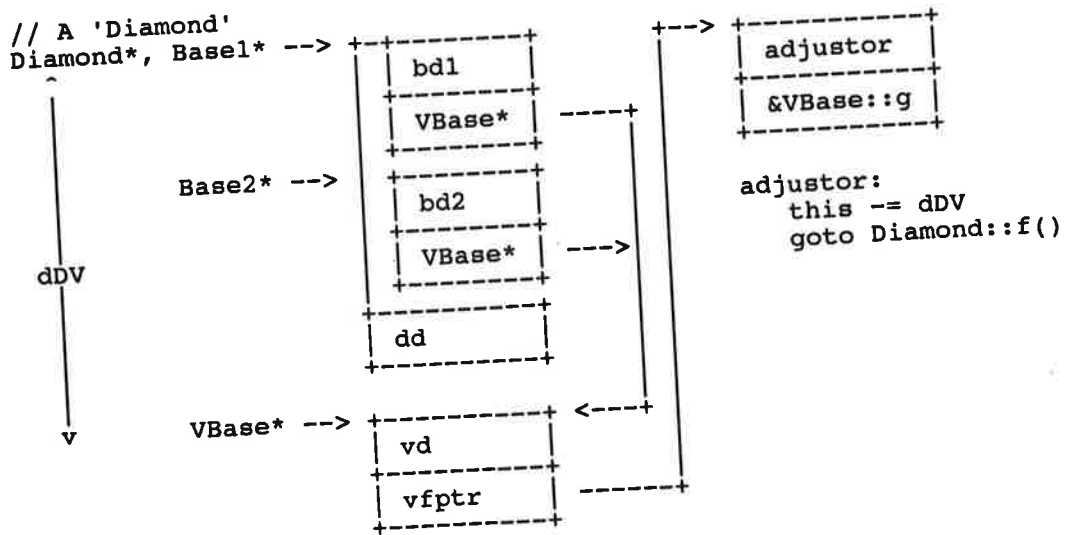 // A 'Diamond'
Diamond*, Base1* --> +-+---------+ +--> +-------------+
bd1 adjustor
VBase* ----+ &VBase::g
Base2* -->
bd2 adjustor:
this -= dDV
VBase* ---> goto Diamond::f()
dDV
dd
VBase* --> <----+
v
vd
vfptr ------+